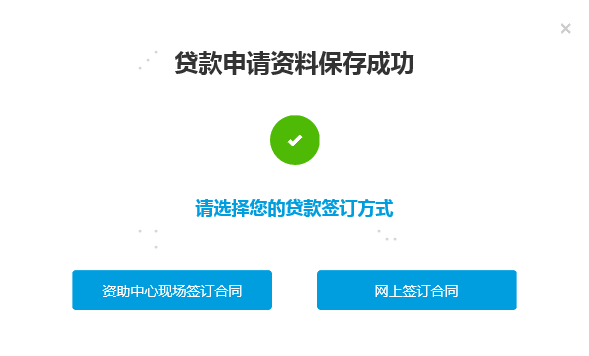 贷款申请资料保存成功
请选择您的贷款签订方式
资助中心现场签订合同
网上签订合同